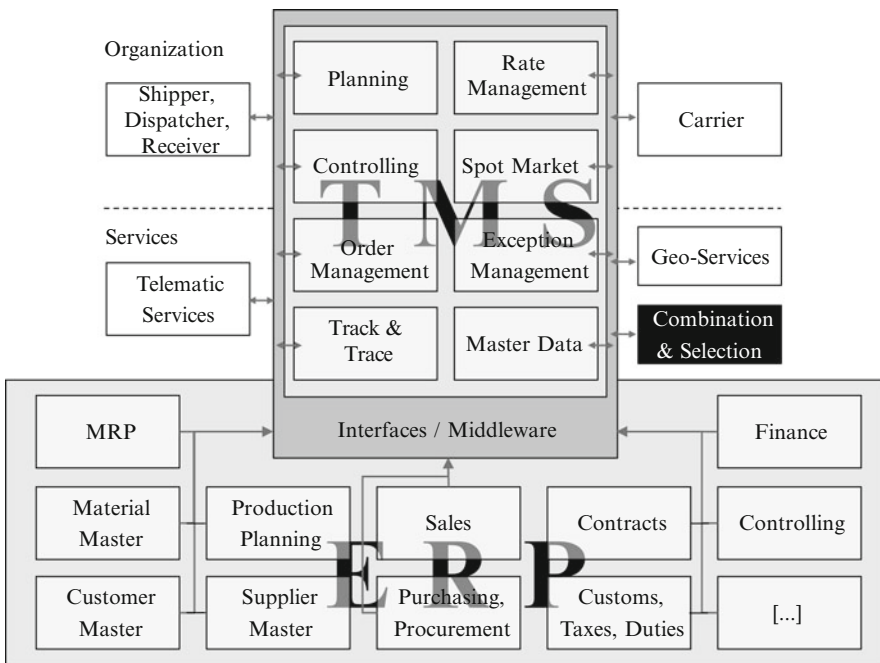 Organization
Shipper,
Dispatcher,
Receiver
Planning
Rate
Management
Carrier
Controlling
Spot Market
TMS
Services
Telematic
Services
Order
Management
Exception
Management
Geo-Services
Track &
Trace
Master Data
Combination
& Selection
Interfaces / Middleware
MRP
Finance
Material
Master
Production
Planning
Sales
Contracts
Controlling
ERP
Customer
Master
Supplier
Master
Purchasing,
Procurement
Customs,
Taxes, Duties
[...]